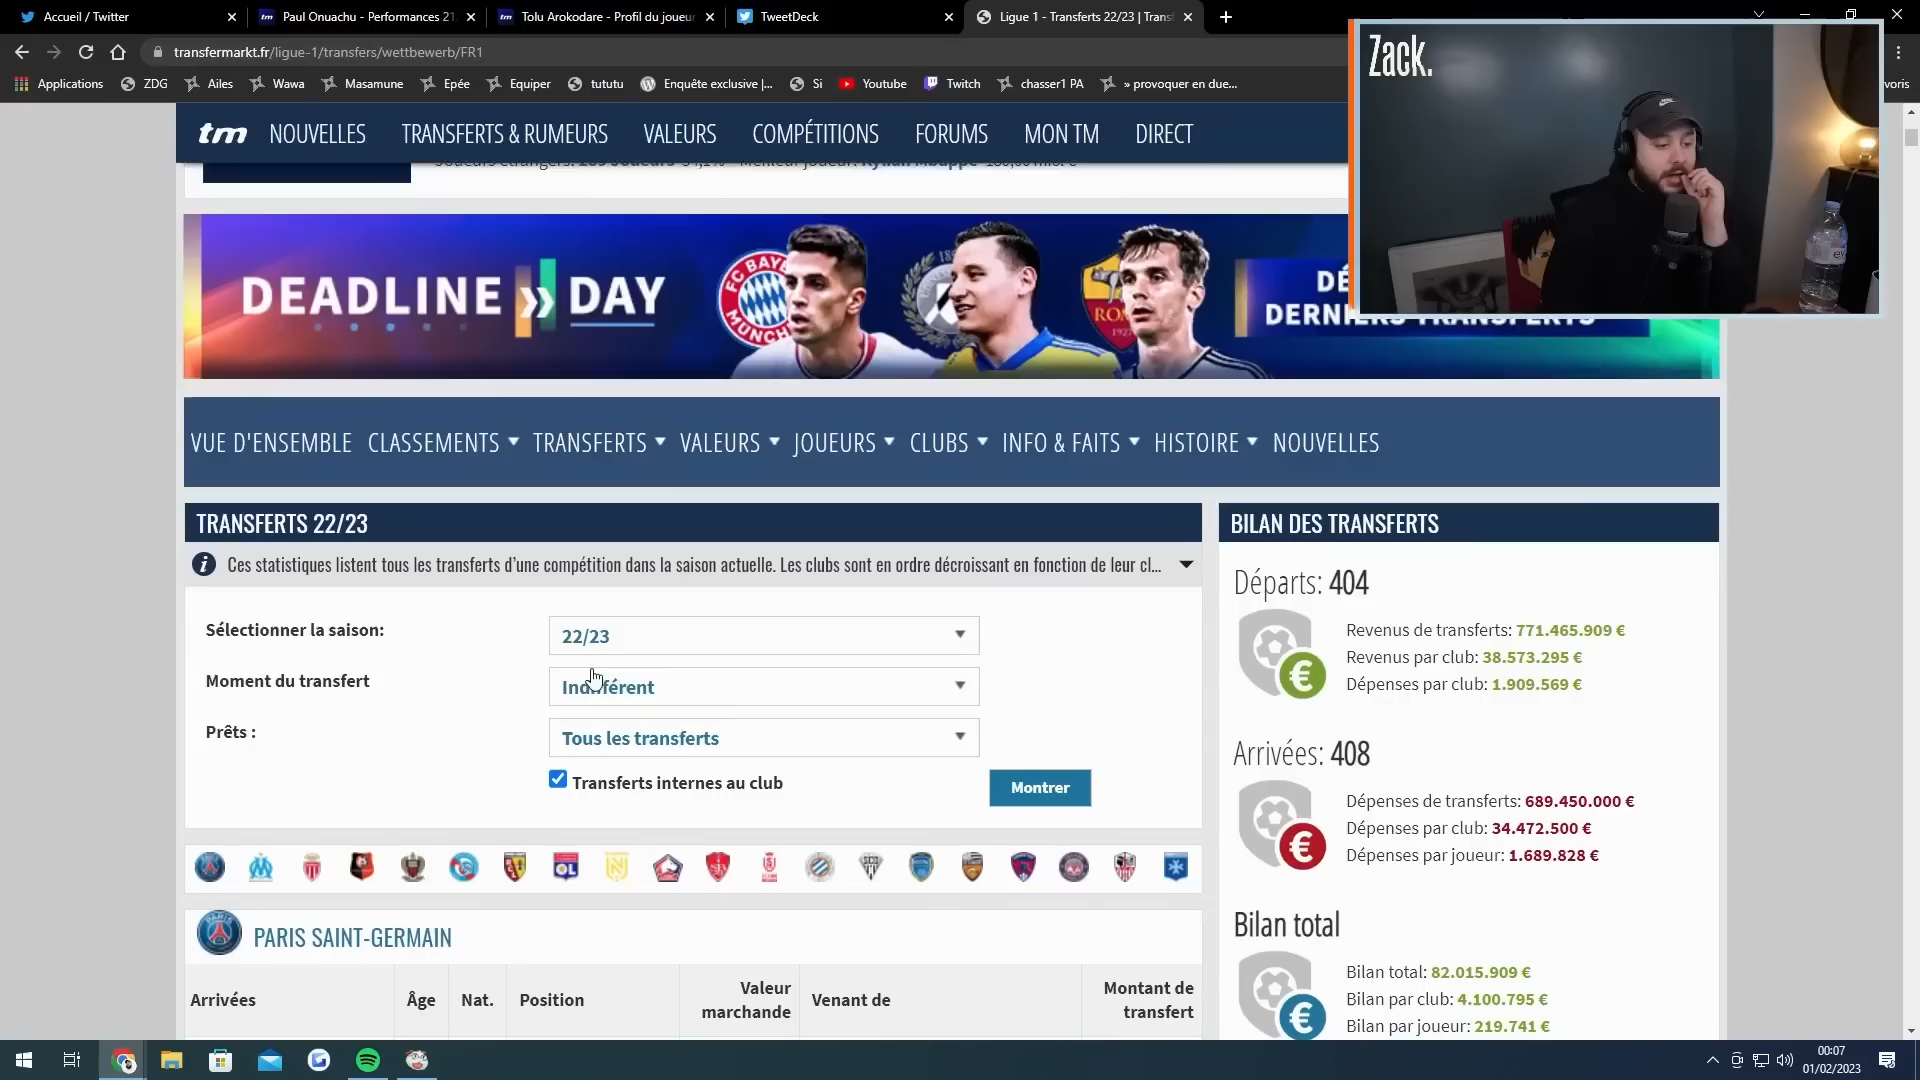 Accueil / Twitter
Paul Onuachu - Performances 21
Tolu Arokodare - Profil du joueur
TweetDeck
Ligue 1 - Transferts 22/23 | Trans
transfermarkt.fr/ligue-1/transfers/wettbewerb/FR1
Applications
ZDG
Ailes
Wawa
Masamune
Epée
Equiper
tututu
Enquête exclusive |...
Si
Youtube
Twitch
chasser1 PA
» provoquer en due...
voris
Zack.
tm
NOUVELLES
TRANSFERTS & RUMEURS
VALEURS
COMPÉTITIONS
FORUMS
MON TM
DIRECT
DEADLINE » DAY
FC BAYE
MÜNCHEN
ROM
1927
DÉ
DERNIERS TRANSFERTS
VUE D'ENSEMBLE
CLASSEMENTS
TRANSFERTS
VALEURS
JOUEURS
CLUBS
INFO & FAITS
HISTOIRE
NOUVELLES
TRANSFERTS 22/23
Ces statistiques listent tous les transferts d'une compétition dans la saison actuelle. Les clubs sont en ordre décroissant en fonction de leur cl...
Sélectionner la saison:
22/23
Moment du transfert
Indifférent
Prêts :
Tous les transferts
Transferts internes au club
Montrer
PARIS SAINT-GERMAIN
Arrivées
Âge
Nat.
Position
Valeur
marchande
Venant de
Montant de
transfert
BILAN DES TRANSFERTS
Départs: 404
Revenus de transferts: 771.465.909 €
Revenus par club: 38.573.295 €
Dépenses par club: 1.909.569 €
Arrivées: 408
Dépenses de transferts: 689.450.000 €
Dépenses par club: 34.472.500 €
Dépenses par joueur: 1.689.828 €
Bilan total
Bilan total: 82.015.909 €
Bilan par club: 4.100.795 €
Bilan par joueur: 219.741 €
00:07
01/02/2023